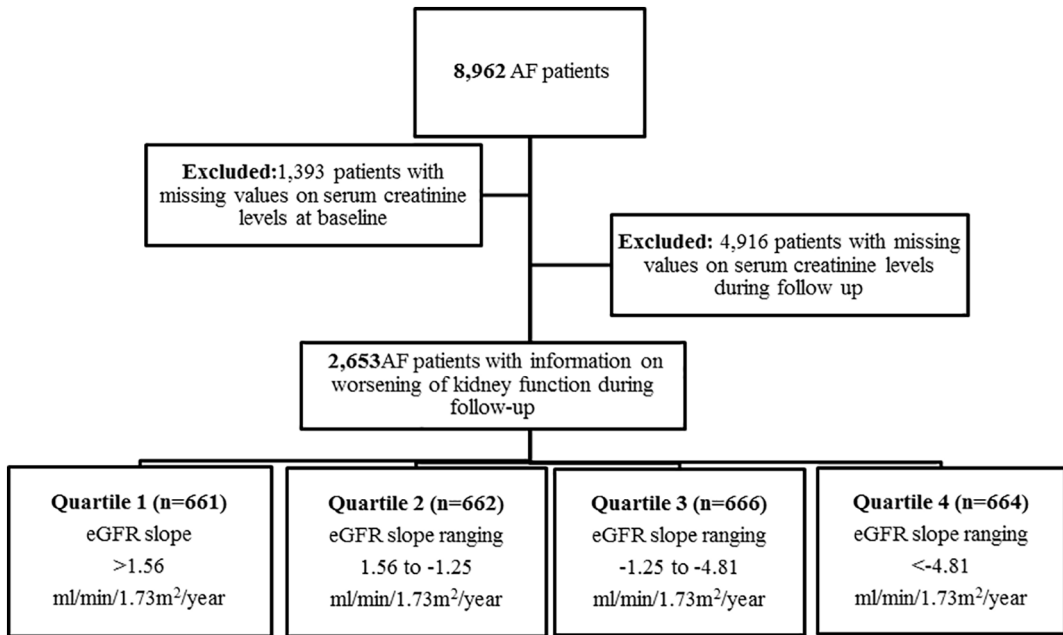 8,962 AF patients
Excluded:1,393 patients with
missing values on serum creatinine
levels at baseline
Excluded: 4,916 patients with missing
values on serum creatinine levels
during follow up
2,653AF patients with information on
worsening of kidney function during
follow-up
Quartile 1 (n=661)
eGFR slope
>1.56
ml/min/1.73m²/year
Quartile 2 (n=662)
eGFR slope ranging
1.56 to -1.25
ml/min/1.73m²/year
Quartile 3 (n=666)
eGFR slope ranging
-1.25 to -4.81
ml/min/1.73m²/year
Quartile 4 (n=664)
eGFR slope ranging
<-4.81
ml/min/1.73m²/year